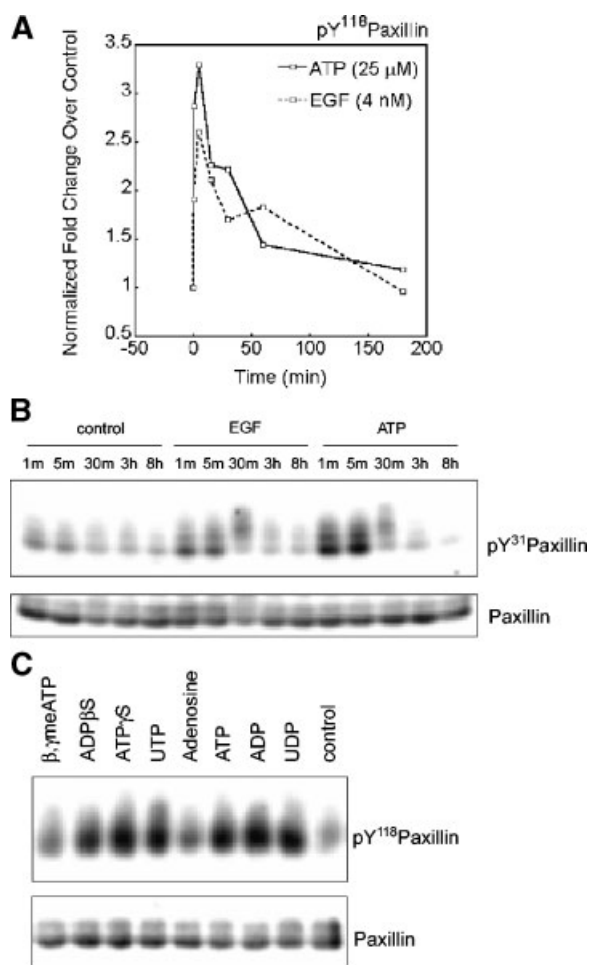 A
pY¹¹⁸Paxillin
Normalized Fold Change Over Control
3.5
3
2.5
2
1.5
1
0.5
ATP (25 μM)
EGF (4 nM)
-50 0 50 100 150 200
Time (min)
B
control EGF ATP
1m 5m 30m 3h 8h 1m 5m 30m 3h 8h 1m 5m 30m 3h 8h
pY³¹Paxillin
Paxillin
C
β,γmeATP
ADPβS
ATPγS
UTP
Adenosine
ATP
ADP
UDP
control
pY¹¹⁸Paxillin
Paxillin